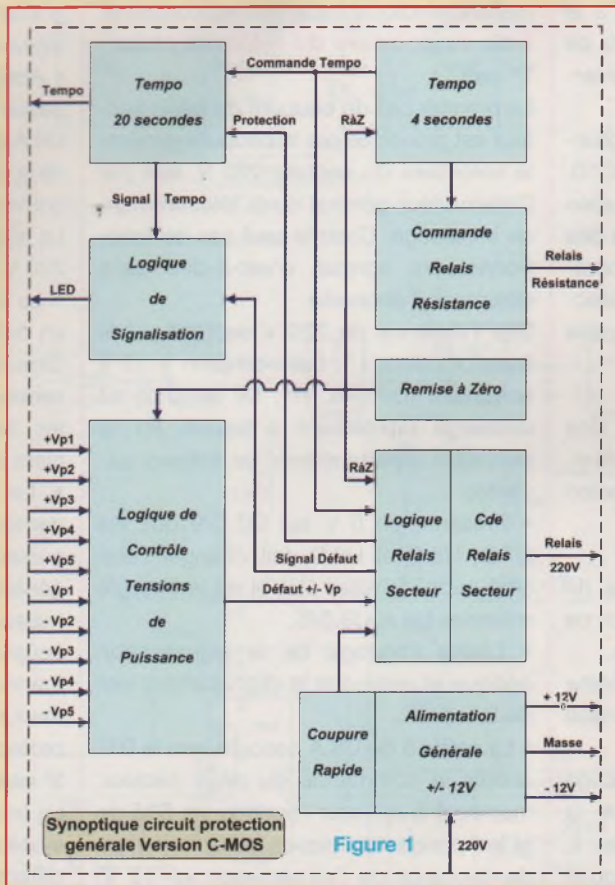 Commande Tempo
Tempo
Tempo
20 secondes
Tempo
4 secondes
Protection
RàZ
Signal Tempo
Logique
de
Signalisation
LED
Commande
Relais
Résistance
Relais
Résistance
Remise à Zéro
+Vp1
+Vp2
+Vp3
+Vp4
+Vp5
-Vp1
-Vp2
-Vp3
-Vp4
-Vp5
Logique de
Contrôle
Tensions
de
Puissance
RàZ
Logique
Relais
Secteur
Cde
Relais
Secteur
Signal Défaut
Défaut +/- Vp
Relais
220V
Coupure
Rapide
Alimentation
Générale
+/- 12V
+ 12V
Masse
- 12V
220V
Synoptique circuit protection
générale Version C-MOS
Figure 1